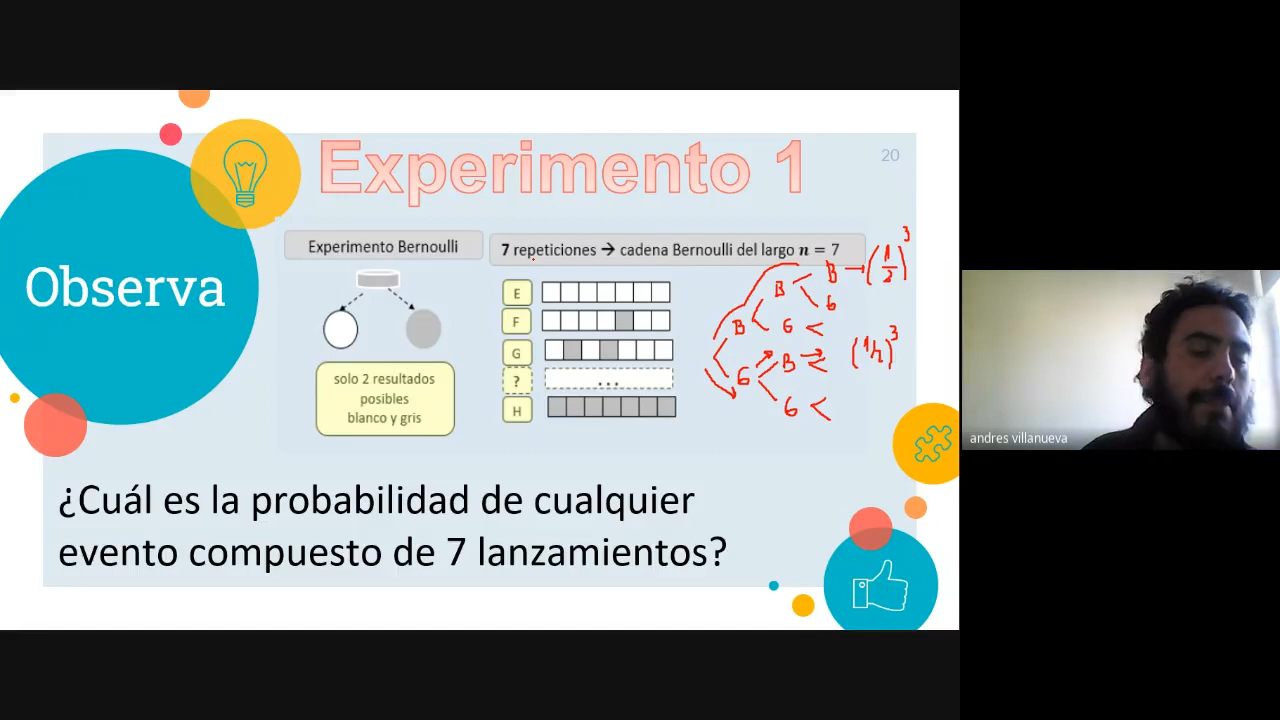 Experimento 1
20
Observa
Experimento Bernoulli
7 repeticiones → cadena Bernoulli del largo n = 7
E
F
G
?
...
H
solo 2 resultados
posibles
blanco y gris
B → (1/2)³
B
G
B
G
B → (1/2)³
G
G
¿Cuál es la probabilidad de cualquier
evento compuesto de 7 lanzamientos?
andres villanueva